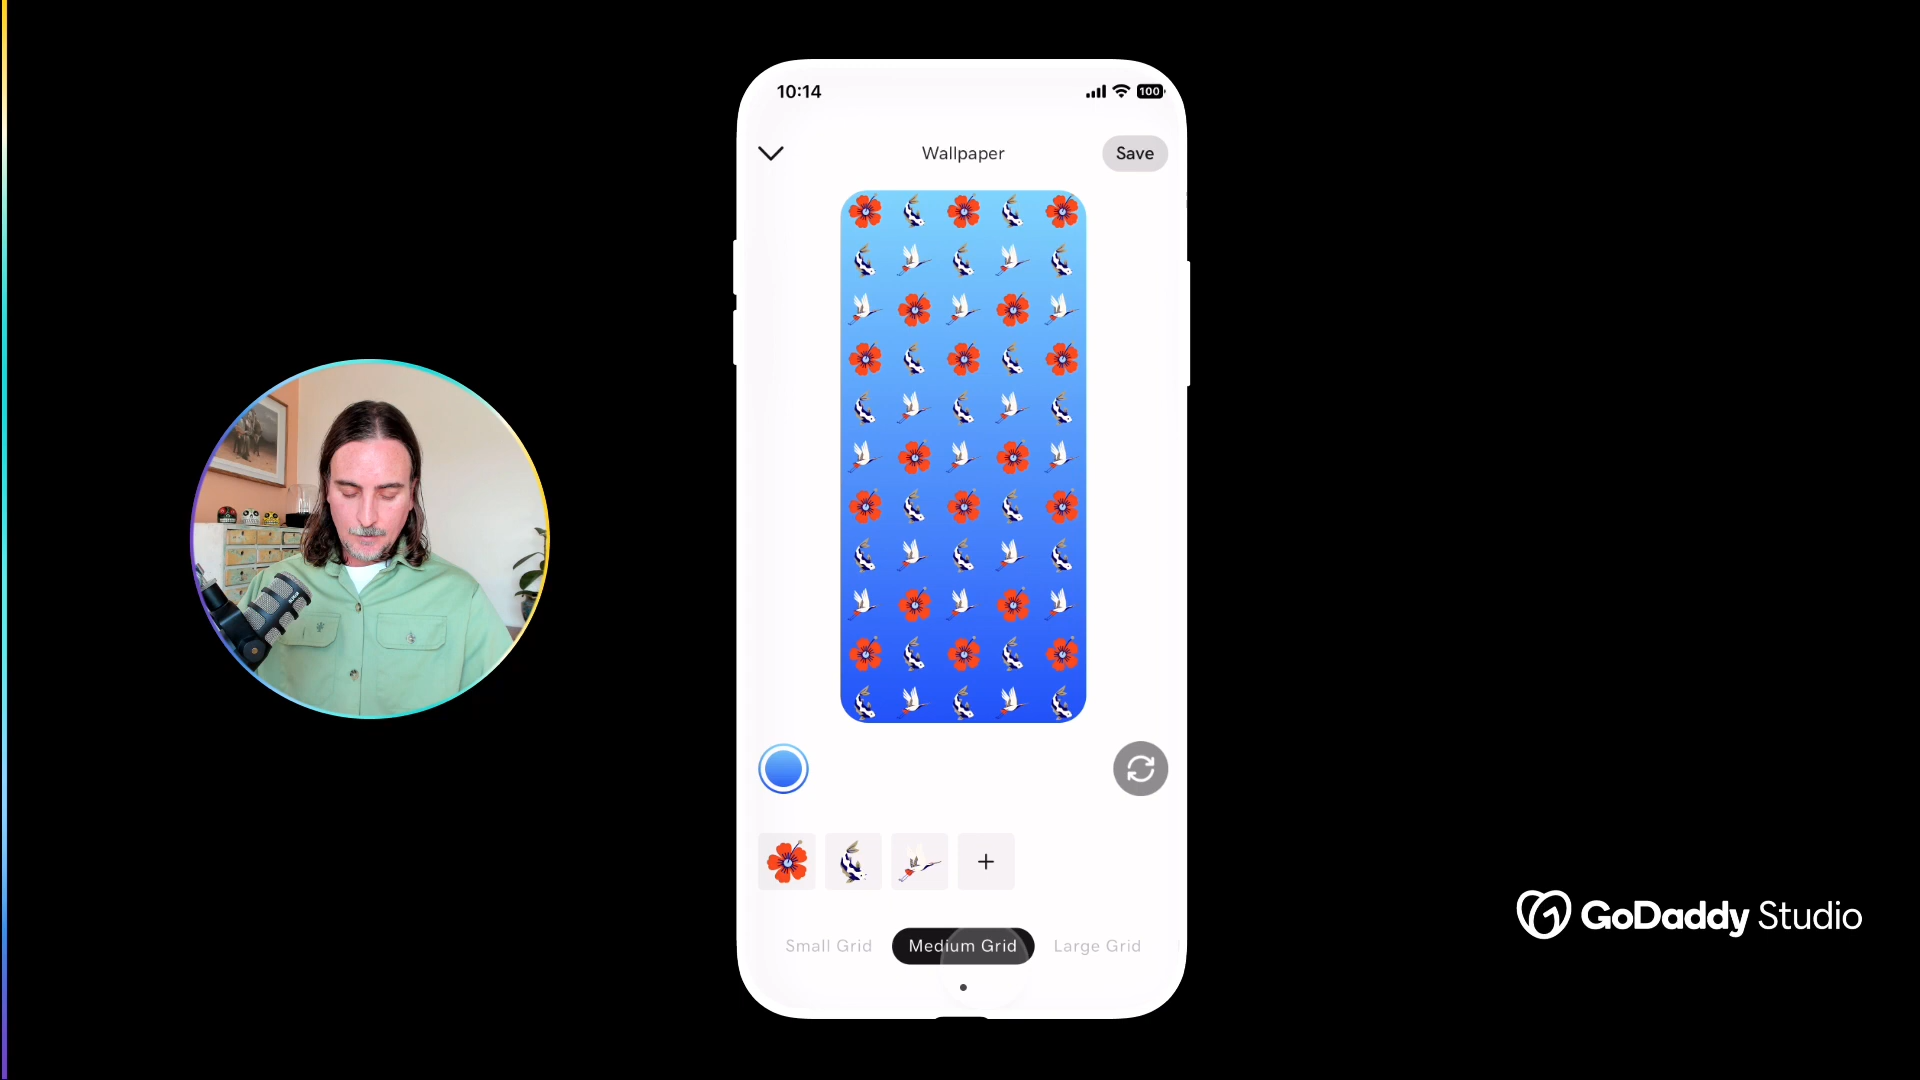 10:14
100
Wallpaper
Save
Small Grid
Medium Grid
Large Grid
GoDaddy Studio